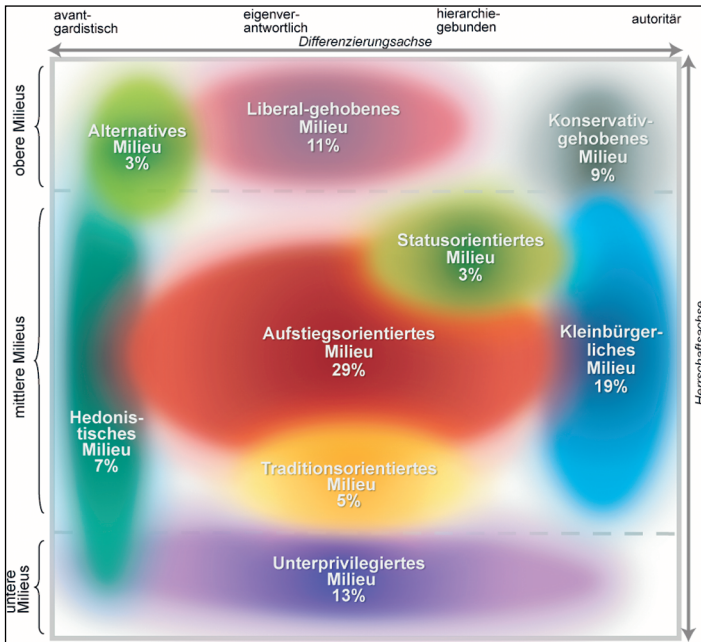 avant-
gardistisch
eigenver-
antwortlich
hierarchie-
gebunden
autoritär
Differenzierungsachse
obere Milieus
mittlere Milieus
untere
Milieus
Herrschaftsachse
Alternatives
Milieu
3%
Liberal-gehobenes
Milieu
11%
Konservativ-
gehobenes
Milieu
9%
Statusorientiertes
Milieu
3%
Aufstiegsorientiertes
Milieu
29%
Kleinbürger-
liches
Milieu
19%
Hedonis-
tisches
Milieu
7%
Traditionsorientiertes
Milieu
5%
Unterprivilegiertes
Milieu
13%